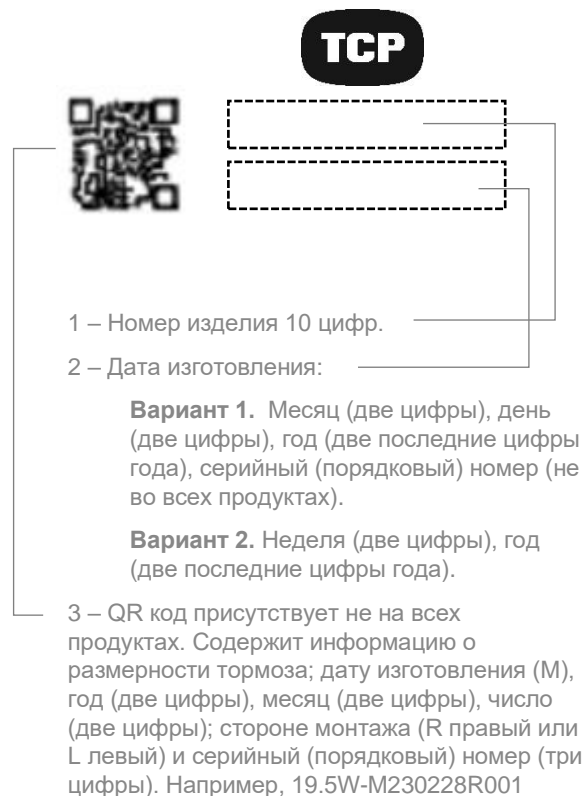 TCP
1 – Номер изделия 10 цифр.
2 – Дата изготовления:
Вариант 1. Месяц (две цифры), день
(две цифры), год (две последние цифры
года), серийный (порядковый) номер (не
во всех продуктах).
Вариант 2. Неделя (две цифры), год
(две последние цифры года).
3 – QR код присутствует не на всех
продуктах. Содержит информацию о
размерности тормоза; дату изготовления (M),
год (две цифры), месяц (две цифры), число
(две цифры); стороне монтажа (R правый или
L левый) и серийный (порядковый) номер (три
цифры). Например, 19.5W-M230228R001